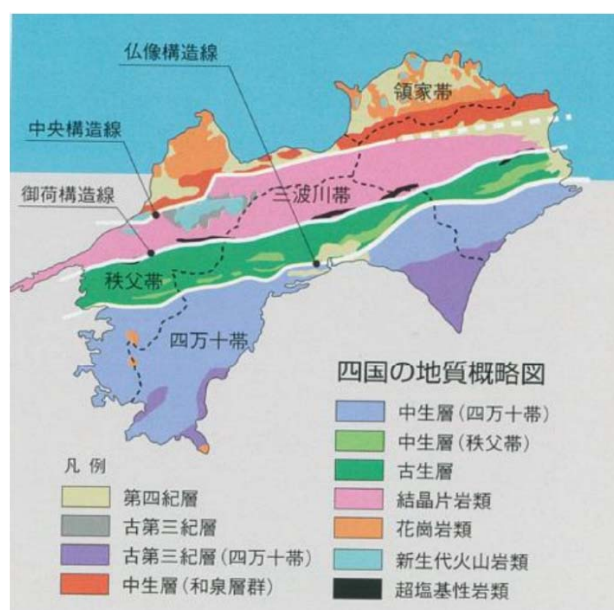 仏像構造線
領家帯
中央構造線
御荷構造線
三波川帯
秩父帯
四万十帯
四国の地質概略図
中生層(四万十帯)
中生層(秩父帯)
古生層
結晶片岩類
花崗岩類
新生代火山岩類
超塩基性岩類
凡例
第四紀層
古第三紀層
古第三紀層(四万十帯)
中生層(和泉層群)